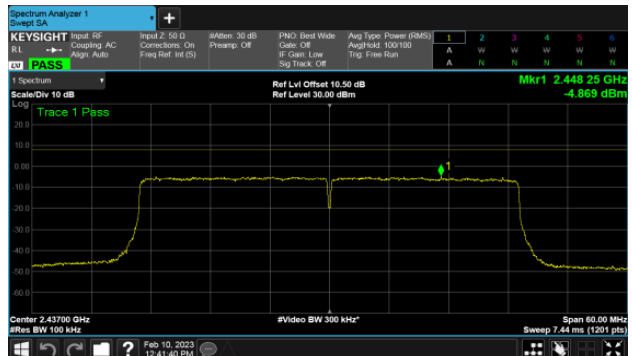 Spectrum Analyzer 1
Swept SA
+
KEYSIGHT Input: RF Input Z: 50 Ω #Atten: 30 dB PNO: Best Wide Avg Type: Power (RMS) 1 2 3 4 5 6
RL Coupling: AC Corrections: On Preamp: Off Gate: Off Avg|Hold: 100/100 A W W W W W
Align: Auto Freq Ref: Int (S) IF Gain: Low Trig: Free Run
EXI PASS Sig Track: Off A N N N N N
1 Spectrum Ref Lvl Offset 10.50 dB Mkr1 2.448 25 GHz
Scale/Div 10 dB Ref Level 30.00 dBm -4.869 dBm
Log
Trace 1 Pass
20.0
10.0
0.00
1
-10.0
-20.0
-30.0
-40.0
-50.0
-60.0
Center 2.43700 GHz #Video BW 300 kHz* Span 60.00 MHz
#Res BW 100 kHz Sweep 7.44 ms (1201 pts)
? Feb 10, 2023
12:41:40 PM